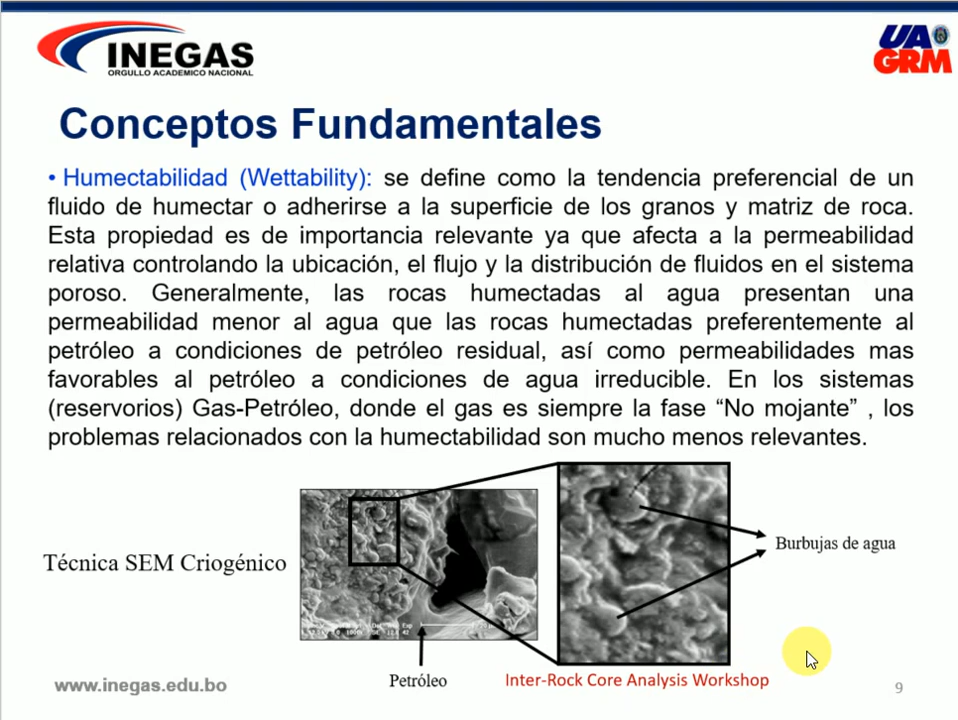 INEGAS
ORGULLO ACADEMICO NACIONAL
UA
GRM
Conceptos Fundamentales
• Humectabilidad (Wettability): se define como la tendencia preferencial de un
fluido de humectar o adherirse a la superficie de los granos y matriz de roca.
Esta propiedad es de importancia relevante ya que afecta a la permeabilidad
relativa controlando la ubicación, el flujo y la distribución de fluidos en el sistema
poroso. Generalmente, las rocas humectadas al agua presentan una
permeabilidad menor al agua que las rocas humectadas preferentemente al
petróleo a condiciones de petróleo residual, así como permeabilidades mas
favorables al petróleo a condiciones de agua irreducible. En los sistemas
(reservorios) Gas-Petróleo, donde el gas es siempre la fase “No mojante” , los
problemas relacionados con la humectabilidad son mucho menos relevantes.
Técnica SEM Criogénico
Burbujas de agua
Petróleo
Inter-Rock Core Analysis Workshop
www.inegas.edu.bo
9